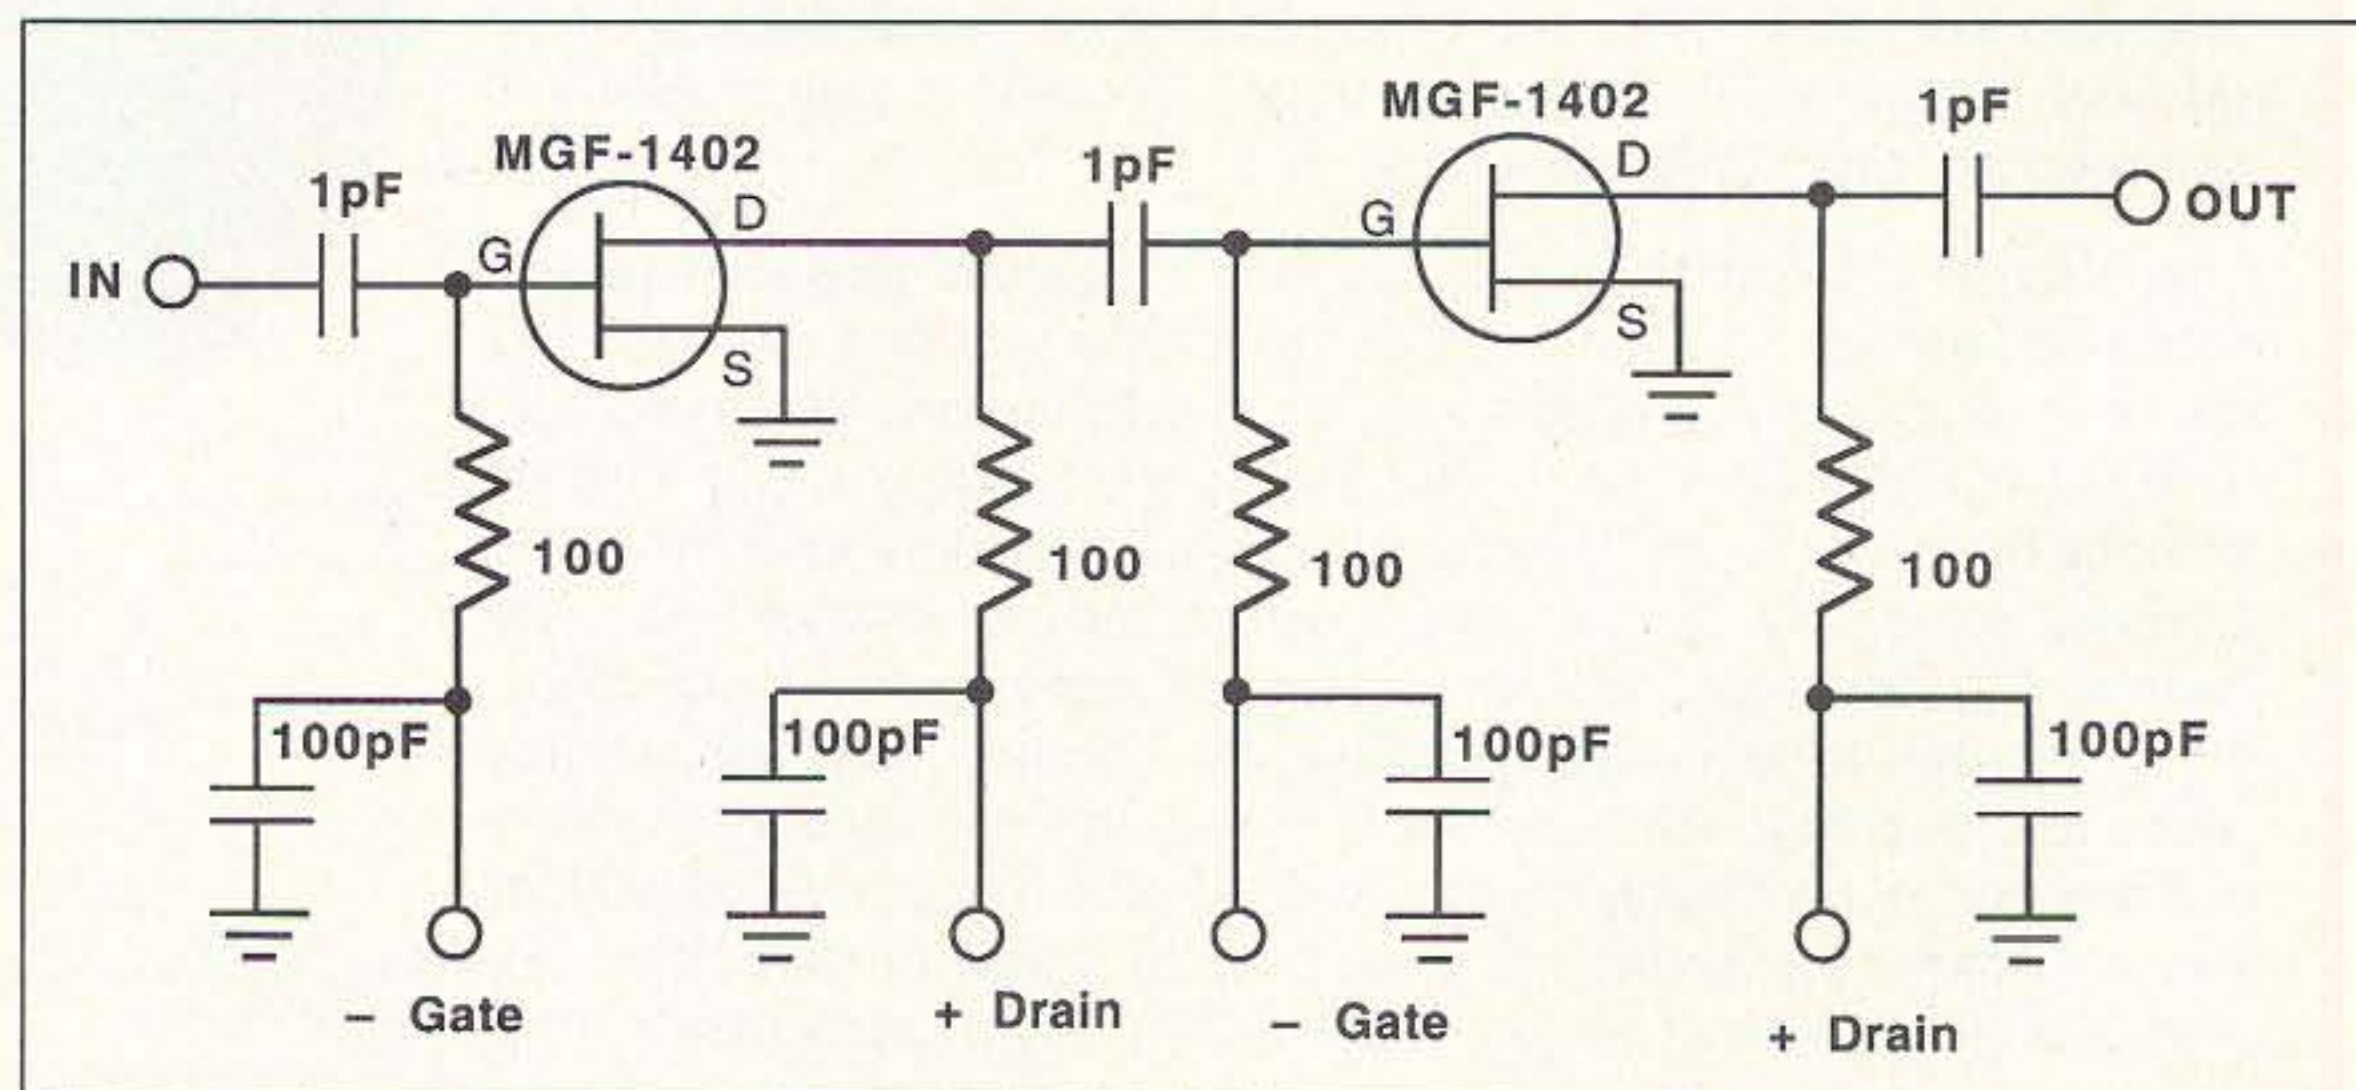 MGF-1402
1pF
MGF-1402
D
1pF
D
1pF
G
G
OUT
IN
S
S
100
100
100
100
100pF
100pF
100pF
100pF
– Gate
+ Drain
– Gate
+ Drain